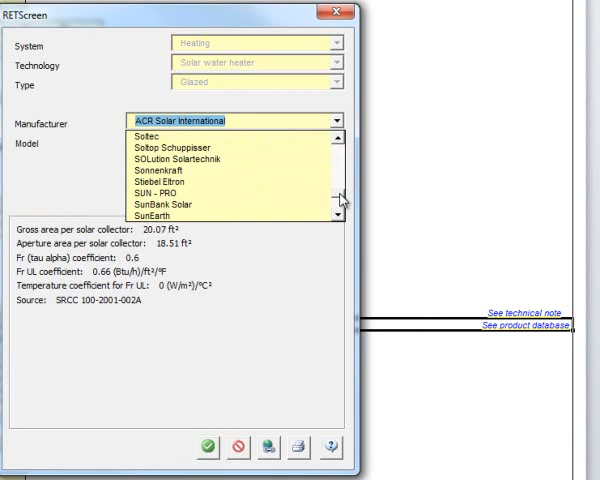 RETScreen
System Heating
Technology Solar water heater
Type Glazed
Manufacturer ACR Solar International
Model
Soltec
Soltop Schuppisser
SOLution Solartechnik
Sonnenkraft
Stiebel Eltron
SUN - PRO
SunBank Solar
SunEarth
Gross area per solar collector: 20.07 ft²
Aperture area per solar collector: 18.51 ft²
Fr (tau alpha) coefficient: 0.6
Fr UL coefficient: 0.66 (Btu/h)/ft²/°F
Temperature coefficient for Fr UL: 0 (W/m²)/°C²
Source: SRCC 100-2001-002A
See technical note
See product database